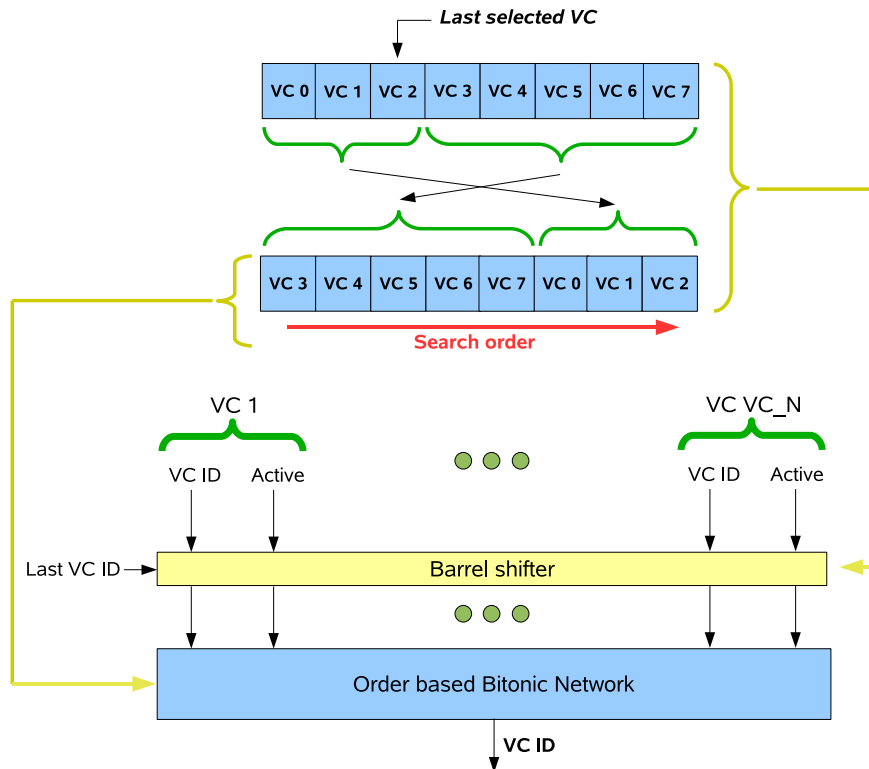 Last selected VC
VC 0 VC 1 VC 2 VC 3 VC 4 VC 5 VC 6 VC 7
VC 3 VC 4 VC 5 VC 6 VC 7 VC 0 VC 1 VC 2
Search order
VC 1 VC VC_N
VC ID Active VC ID Active
Last VC ID Barrel shifter
Order based Bitonic Network
VC ID